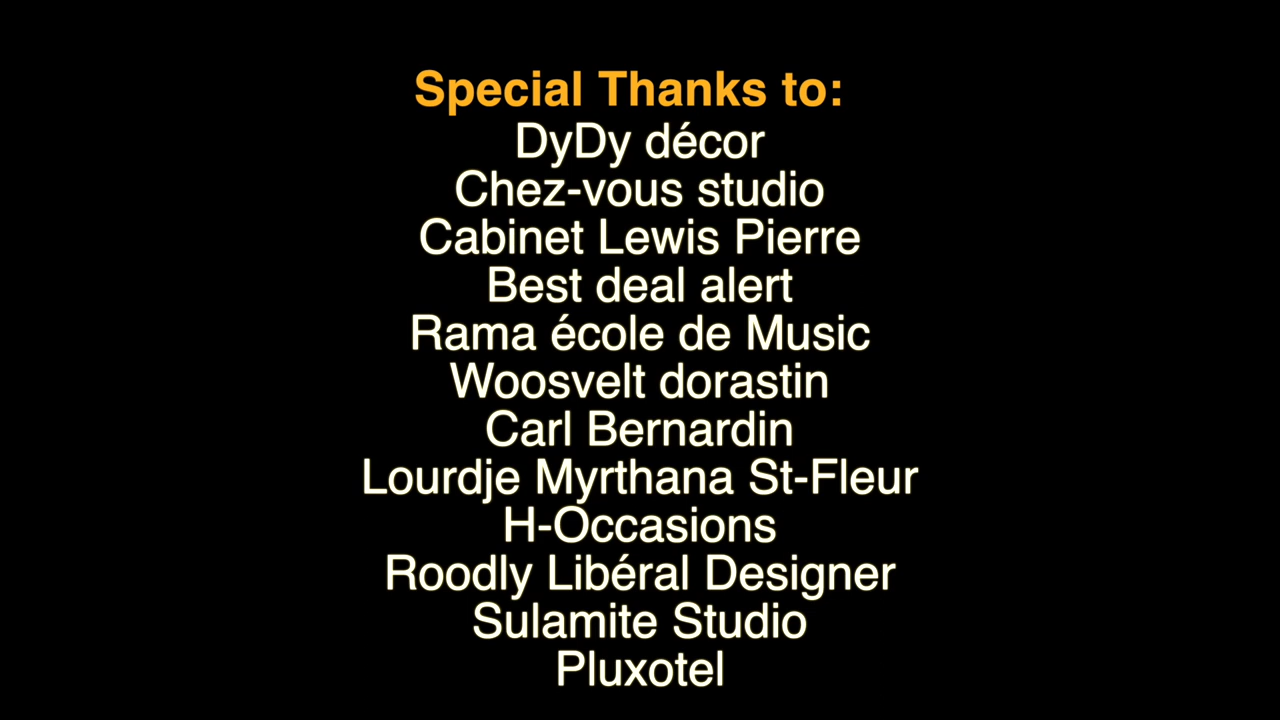 Special Thanks to:
DyDy décor
Chez-vous studio
Cabinet Lewis Pierre
Best deal alert
Rama école de Music
Woosvelt dorastin
Carl Bernardin
Lourdje Myrthana St-Fleur
H-Occasions
Roodly Libéral Designer
Sulamite Studio
Pluxotel